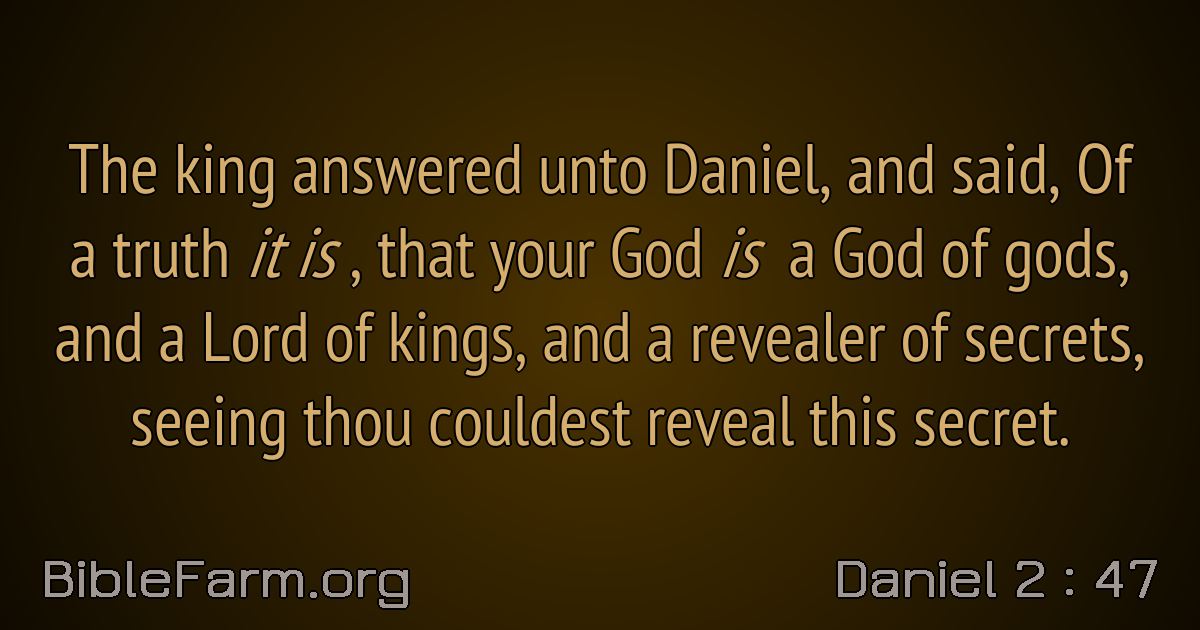 The king answered unto Daniel, and said, Of
a truth it is , that your God is a God of gods,
and a Lord of kings, and a revealer of secrets,
seeing thou couldest reveal this secret.
BibleFarm.org
Daniel 2 : 47